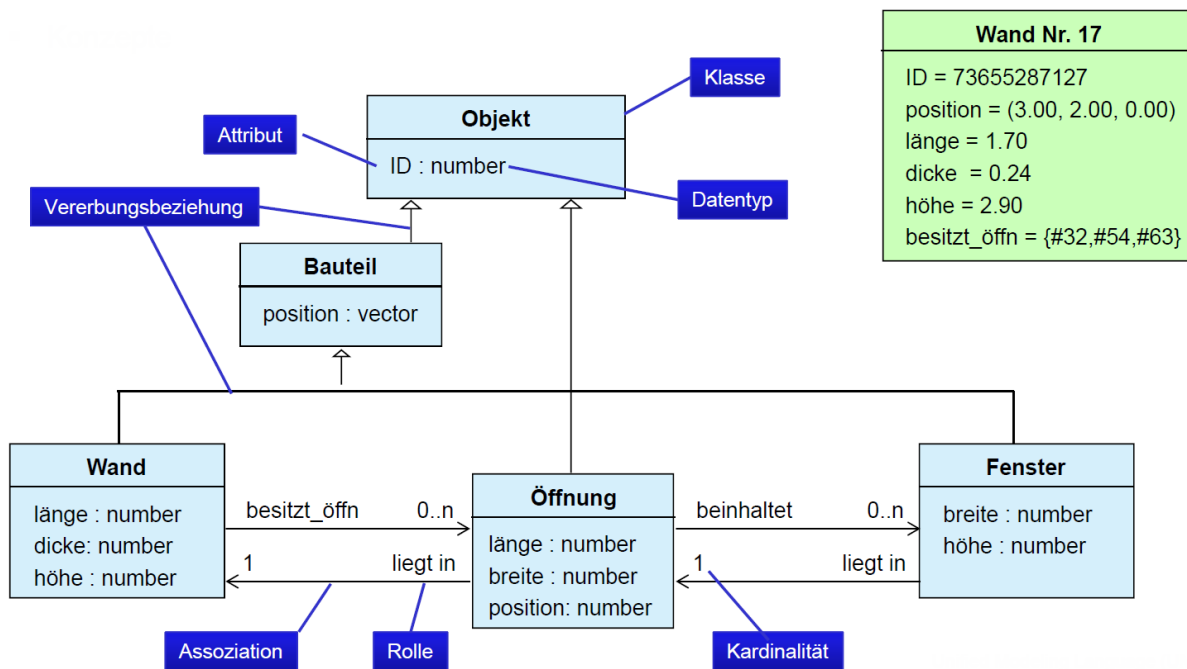 Wand Nr. 17
ID = 73655287127
position = (3.00, 2.00, 0.00)
länge = 1.70
dicke = 0.24
höhe = 2.90
besitzt_öffn = {#32,#54,#63}
Klasse
Objekt
ID : number
Attribut
Datentyp
Vererbungsbeziehung
Bauteil
position : vector
Wand
länge : number
dicke: number
höhe : number
besitzt_öffn 0..n
1 liegt in
Öffnung
länge : number
breite : number
position: number
beinhaltet 0..n
1 liegt in
Fenster
breite : number
höhe : number
Assoziation
Rolle
Kardinalität